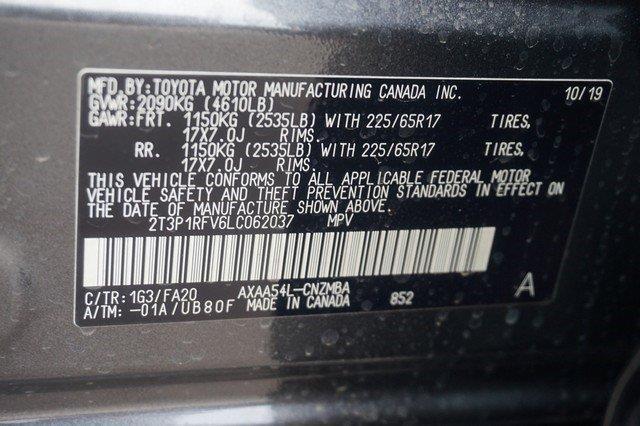 MFD.BY:TOYOTA MOTOR MANUFACTURING CANADA INC. 10/19
GVWR:2090KG (4610LB)
GAWR:FRT. 1150KG (2535LB) WITH 225/65R17 TIRES,
17X7.0J RIMS.
RR. 1150KG (2535LB) WITH 225/65R17 TIRES,
17X7.0J RIMS.
THIS VEHICLE CONFORMS TO ALL APPLICABLE FEDERAL MOTOR
VEHICLE SAFETY AND THEFT PREVENTION STANDARDS IN EFFECT ON
THE DATE OF MANUFACTURE SHOWN ABOVE.
2T3P1RFV6LC062037 MPV
C/TR:1G3/FA20 AXAA54L-CNZMBA A
A/TM:-01A/UB80F MADE IN CANADA 852